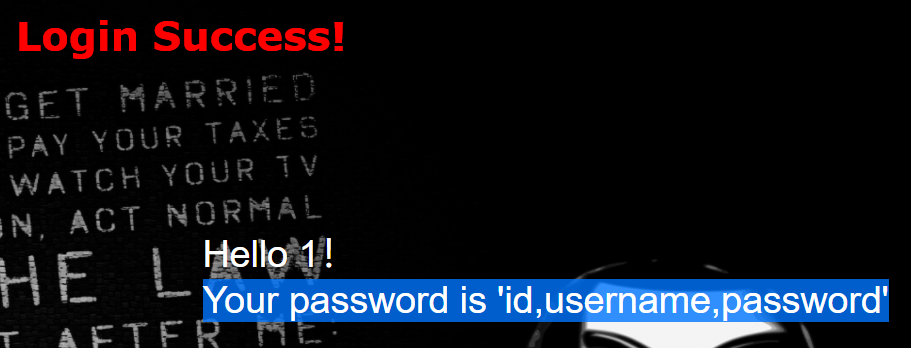 Login Success!
GET MARRIED
PAY YOUR TAXES
WATCH YOUR TV
N, ACT NORMAL
HE LAW
Hello 1!
Your password is 'id,username,password'
T AFTER ME: